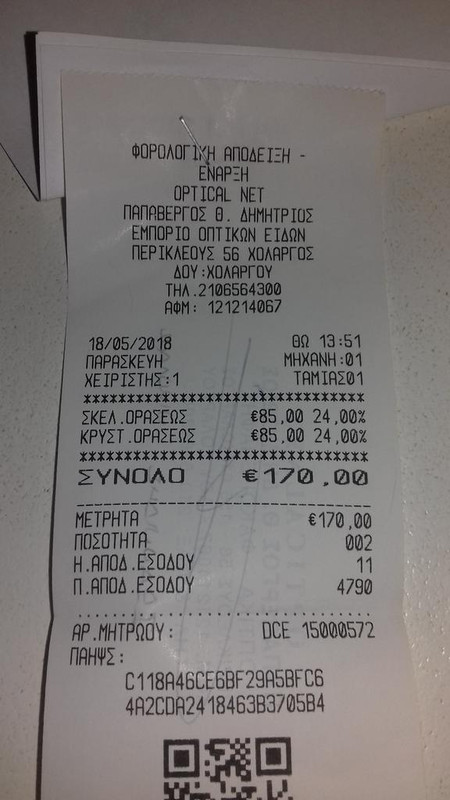 ΦΟΡΟΛΟΓΙΚΗ ΑΠΟΔΕΙΞΗ -
ΕΝΑΡΞΗ
OPTICAL NET
ΠΑΠΑΒΕΡΓΟΣ Θ. ΔΗΜΗΤΡΙΟΣ
ΕΜΠΟΡΙΟ ΟΠΤΙΚΩΝ ΕΙΔΩΝ
ΠΕΡΙΚΛΕΟΥΣ 56 ΧΟΛΑΡΓΟΣ
ΔΟΥ:ΧΟΛΑΡΓΟΥ
ΤΗΛ.2106564300
ΑΦΜ: 121214067
18/05/2018 ΘΩ 13:51
ΠΑΡΑΣΚΕΥΗ ΜΗΧΑΝΗ:01
ΧΕΙΡΙΣΤΗΣ:1 ΤΑΜΙΑΣ01
ΣΚΕΛ.ΟΡΑΣΕΩΣ €85,00 24,00%
ΚΡΥΣΤ.ΟΡΑΣΕΩΣ €85,00 24,00%
ΣΥΝΟΛΟ €170,00
ΜΕΤΡΗΤΑ €170,00
ΠΟΣΟΤΗΤΑ 002
Η.ΑΠΟΔ.ΕΣΟΔΟΥ 11
Π.ΑΠΟΔ.ΕΣΟΔΟΥ 4790
ΑΡ.ΜΗΤΡΩΟΥ: DCE 15000572
ΠΑΗΨΣ:
C118A46CE6BF29A5BFC6
4A2CDA2418463B3705B4